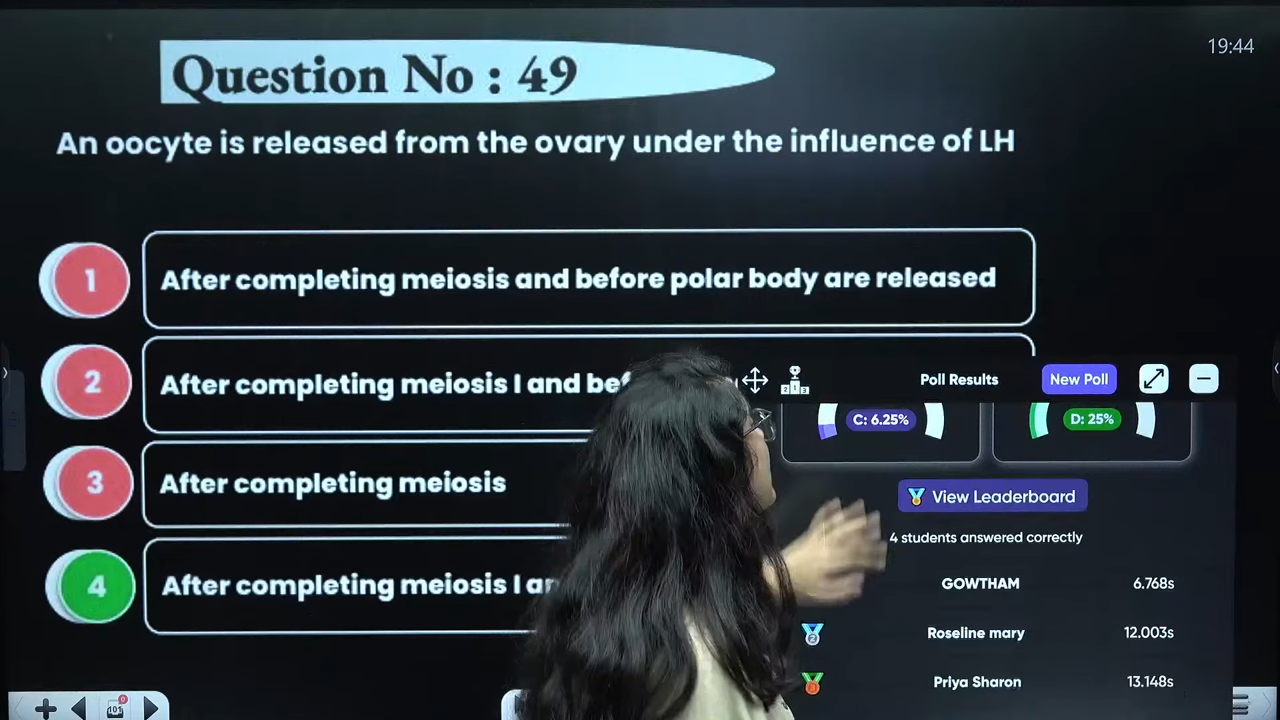 19:44
Question No : 49
An oocyte is released from the ovary under the influence of LH
1
After completing meiosis and before polar body are released
2
After completing meiosis I and
3
After completing meiosis
4
After completing meiosis I
Poll Results
New Poll
C: 6.25%
D: 25%
View Leaderboard
4 students answered correctly
GOWTHAM 6.768s
2 Roseline mary 12.003s
Priya Sharon 13.148s